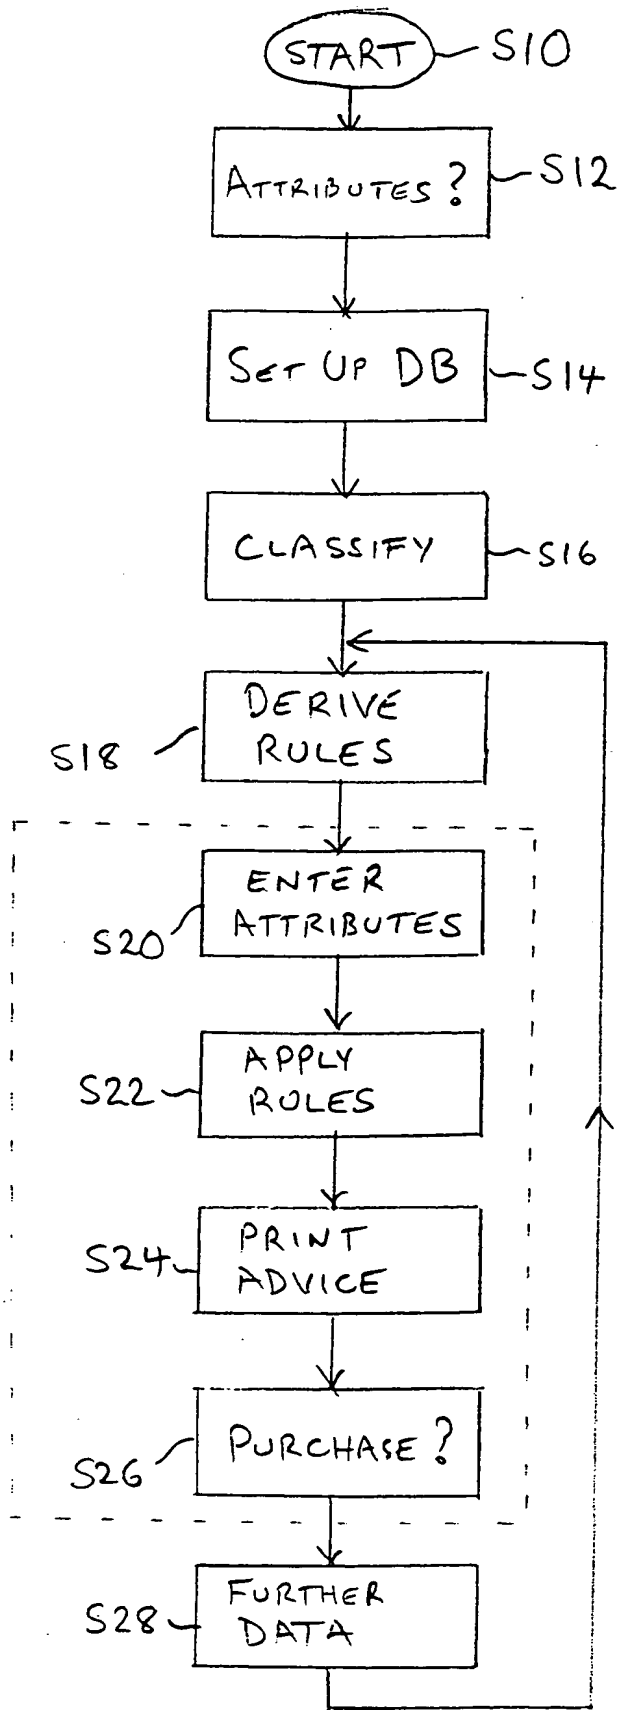 START S10
ATTRIBUTES? S12
SET UP DB S14
CLASSIFY S16
DERIVE
RULES
S18
ENTER
ATTRIBUTES
S20
APPLY
RULES
S22
PRINT
ADVICE
S24
PURCHASE?
S26
FURTHER
DATA
S28